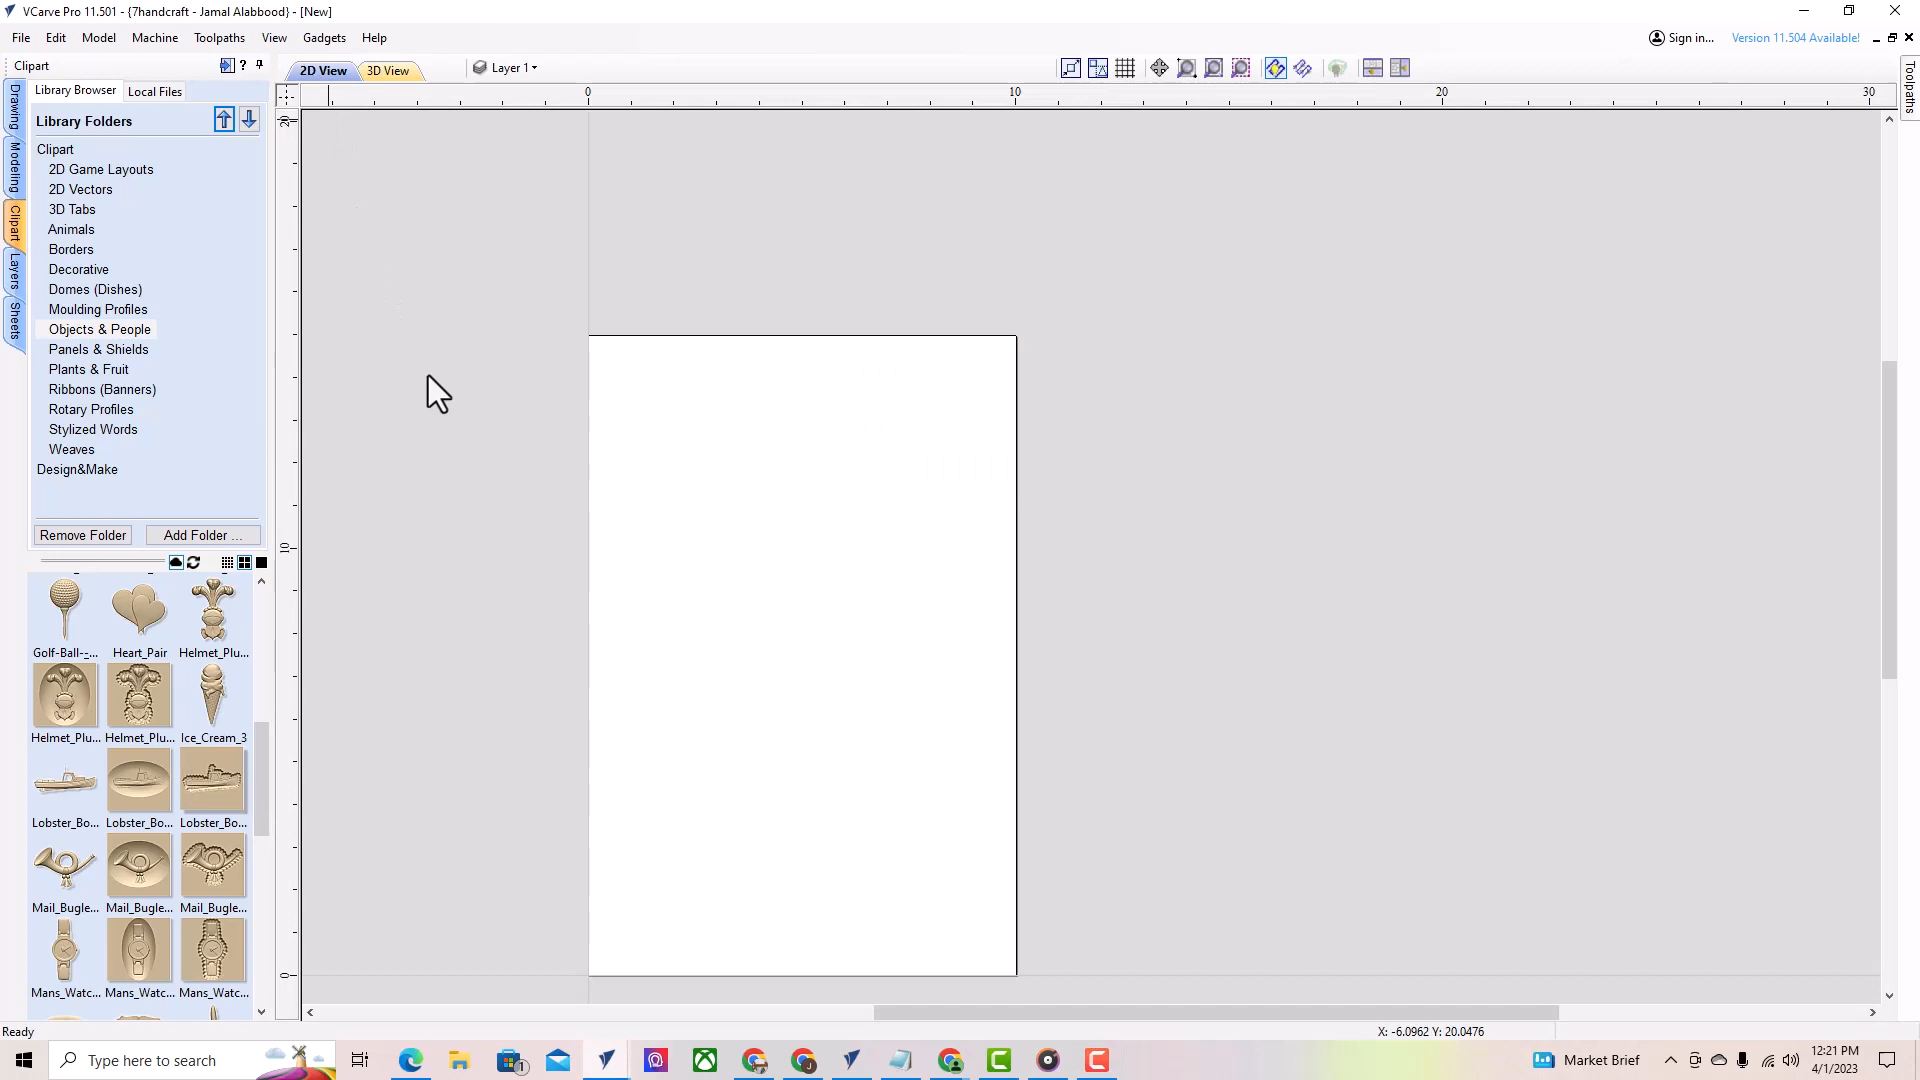 VCarve Pro 11.501 - {7handcraft - Jamal Alabbood} - [New]
File Edit Model Machine Toolpaths View Gadgets Help
Sign in... Version 11.504 Available!
Clipart
2D View 3D View Layer 1
Toolpaths
Library Browser Local Files
0 10 20 30
Library Folders
Drawing
Modeling
Clipart
Layers
Sheets
Clipart
2D Game Layouts
2D Vectors
3D Tabs
Animals
Borders
Decorative
Domes (Dishes)
Moulding Profiles
Objects & People
Panels & Shields
Plants & Fruit
Ribbons (Banners)
Rotary Profiles
Stylized Words
Weaves
Design&Make
Remove Folder Add Folder ...
20
10
0
Golf-Ball-_... Heart_Pair Helmet_Plu...
Helmet_Plu... Helmet_Plu... Ice_Cream_3
Lobster_Bo... Lobster_Bo... Lobster_Bo...
Mail_Bugle... Mail_Bugle... Mail_Bugle...
Mans_Watc... Mans_Watc... Mans_Watc...
Ready
X: -6.0962 Y: 20.0476
Type here to search
1
J
Market Brief
12:21 PM
4/1/2023